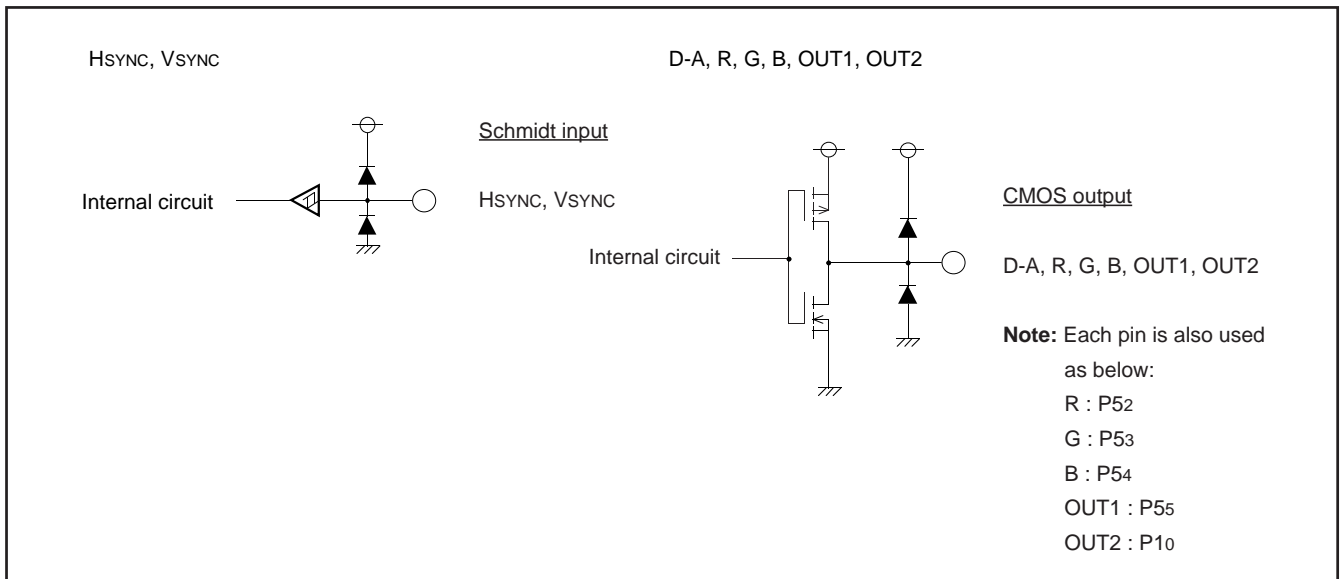 HSYNC, VSYNC
D-A, R, G, B, OUT1, OUT2
Schmidt input
Internal circuit
HSYNC, VSYNC
CMOS output
Internal circuit
D-A, R, G, B, OUT1, OUT2
Note: Each pin is also used
as below:
R : P52
G : P53
B : P54
OUT1 : P55
OUT2 : P10